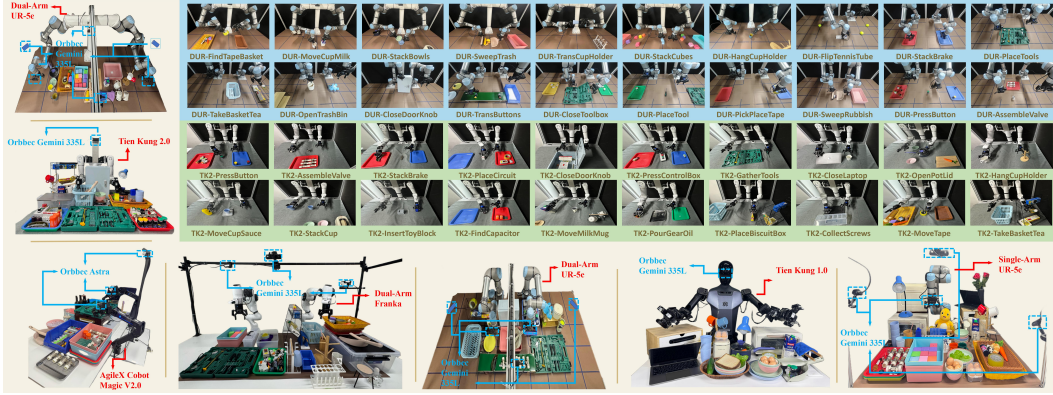 Dual-Arm
UR-5e
Orbbec
Gemini
335L
DUR-FindTapeBasket
DUR-MoveCupMilk
DUR-StackBowls
DUR-SweepTrash
DUR-TransCupHolder
DUR-StackCubes
DUR-HangCupHolder
DUR-FlipTennisTube
DUR-StackBrake
DUR-PlaceTools
DUR-TakeBasketTea
DUR-OpenTrashBin
DUR-CloseDoorKnob
DUR-TransButtons
DUR-CloseToolbox
DUR-PlaceTool
DUR-PickPlaceTape
DUR-SweepRubbish
DUR-PressButton
DUR-AssembleValve
Orbbec Gemini 335L
Tien Kung 2.0
TK2-PressButton
TK2-AssembleValve
TK2-StackBrake
TK2-PlaceCircuit
TK2-CloseDoorKnob
TK2-PressControlBox
TK2-GatherTools
TK2-CloseLaptop
TK2-OpenPotLid
TK2-HangCupHolder
TK2-MoveCupSauce
TK2-StackCup
TK2-InsertToyBlock
TK2-FindCapacitor
TK2-MoveMilkMug
TK2-PourGearOil
TK2-PlaceBiscuitBox
TK2-CollectScrews
TK2-MoveTape
TK2-TakeBasketTea
Orbbec Astra
AgileX Cobot
Magic V2.0
Orbbec
Gemini 335L
Dual-Arm
Franka
Dual-Arm
UR-5e
Orbbec
Gemini
Orbbec
Gemini 335L
Tien Kung 1.0
Single-Arm
UR-5e
Orbbec
Gemini 335L